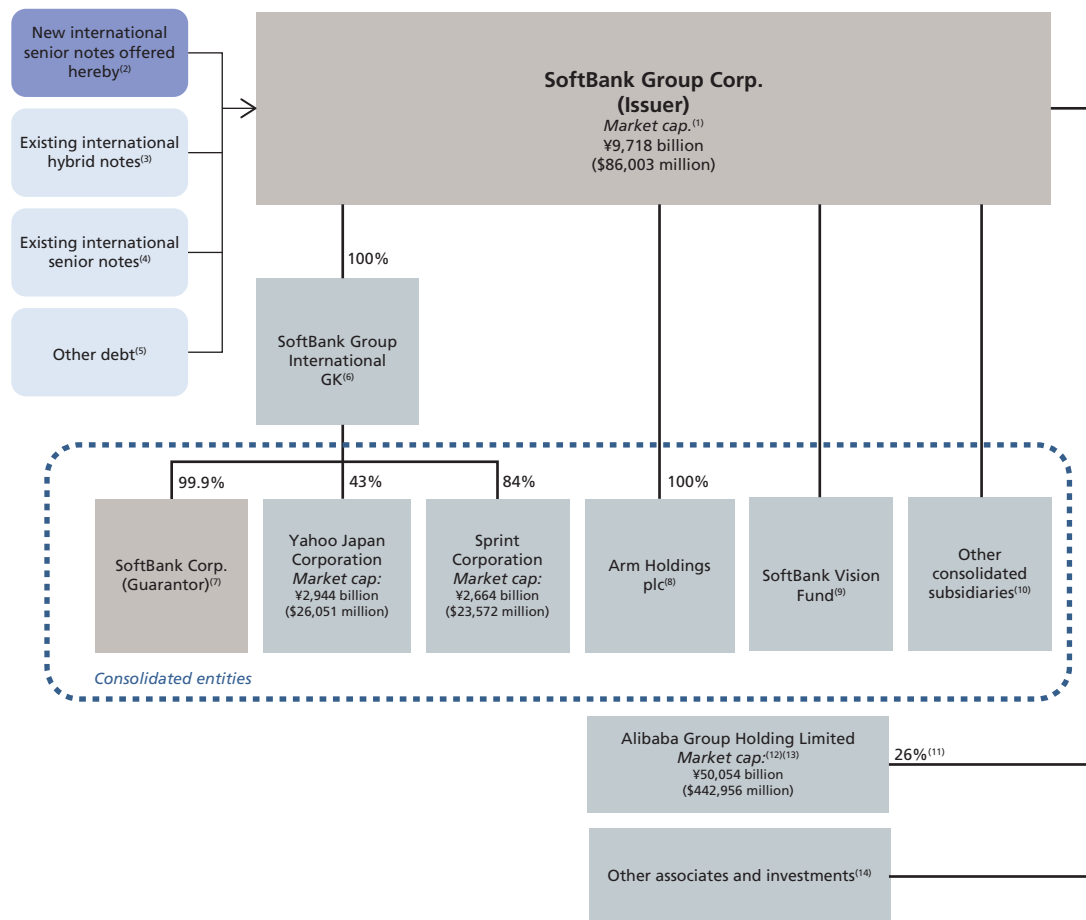 New international
senior notes offered
hereby(2)
Existing international
hybrid notes(3)
Existing international
senior notes(4)
Other debt(5)
SoftBank Group Corp.
(Issuer)
Market cap.(1)
¥9,718 billion
($86,003 million)
100%
SoftBank Group
International
GK(6)
99.9%
43%
84%
100%
SoftBank Corp.
(Guarantor)(7)
Yahoo Japan
Corporation
Market cap:
¥2,944 billion
($26,051 million)
Sprint
Corporation
Market cap:
¥2,664 billion
($23,572 million)
Arm Holdings
plc(8)
SoftBank Vision
Fund(9)
Other
consolidated
subsidiaries(10)
Consolidated entities
Alibaba Group Holding Limited
Market cap:(12)(13)
¥50,054 billion
($442,956 million)
26%(11)
Other associates and investments(14)